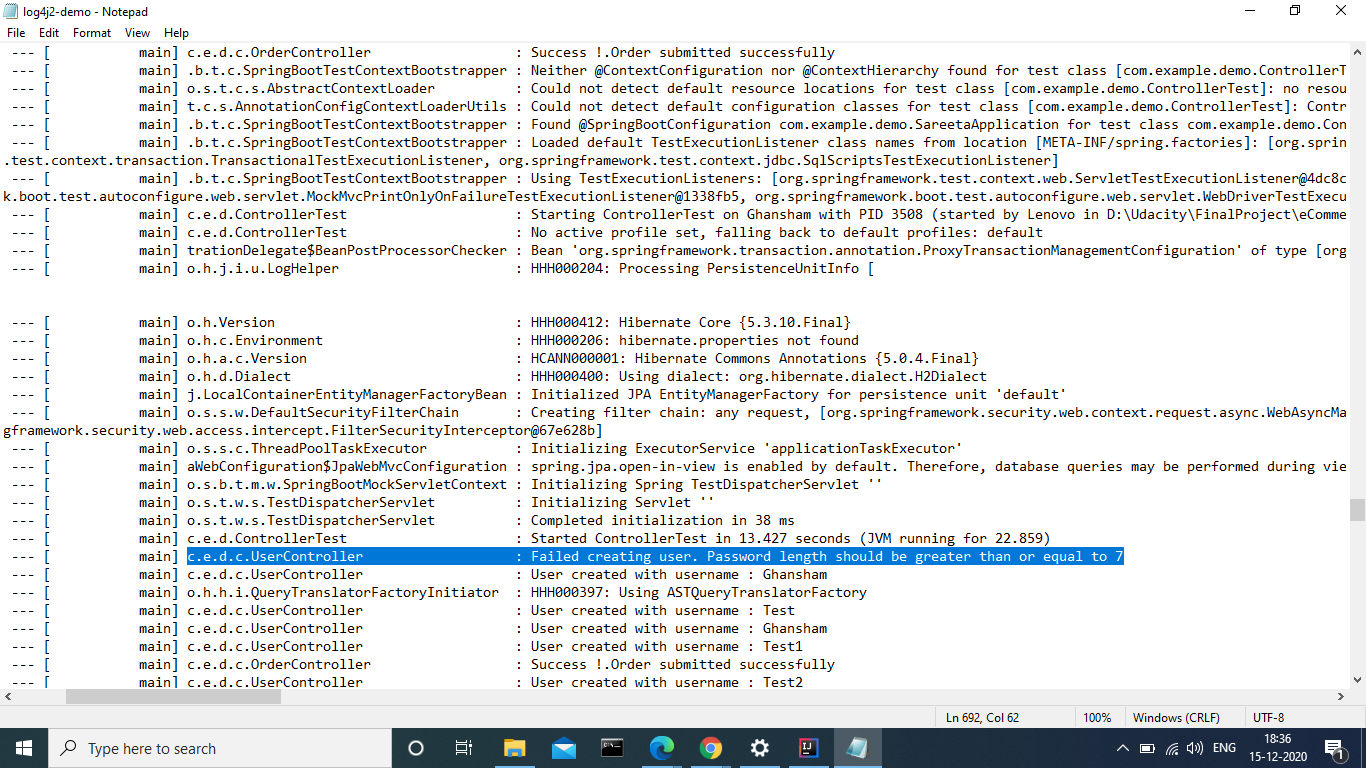 log4j2-demo - Notepad
File Edit Format View Help
--- [ main] c.e.d.c.OrderController : Success !.Order submitted successfully
--- [ main] .b.t.c.SpringBootTestContextBootstrapper : Neither @ContextConfiguration nor @ContextHierarchy found for test class [com.example.demo.ControllerT
--- [ main] o.s.t.c.s.AbstractContextLoader : Could not detect default resource locations for test class [com.example.demo.ControllerTest]: no resou
--- [ main] t.c.s.AnnotationConfigContextLoaderUtils : Could not detect default configuration classes for test class [com.example.demo.ControllerTest]: Contr
--- [ main] .b.t.c.SpringBootTestContextBootstrapper : Found @SpringBootConfiguration com.example.demo.SareetaApplication for test class com.example.demo.Con
--- [ main] .b.t.c.SpringBootTestContextBootstrapper : Loaded default TestExecutionListener class names from location [META-INF/spring.factories]: [org.sprin
.test.context.transaction.TransactionalTestExecutionListener, org.springframework.test.context.jdbc.SqlScriptsTestExecutionListener]
--- [ main] .b.t.c.SpringBootTestContextBootstrapper : Using TestExecutionListeners: [org.springframework.test.context.web.ServletTestExecutionListener@4dc8c
k.boot.test.autoconfigure.web.servlet.MockMvcPrintOnlyOnFailureTestExecutionListener@1338fb5, org.springframework.boot.test.autoconfigure.web.servlet.WebDriverTestExecu
--- [ main] c.e.d.ControllerTest : Starting ControllerTest on Ghansham with PID 3508 (started by Lenovo in D:\Udacity\FinalProject\eComme
--- [ main] c.e.d.ControllerTest : No active profile set, falling back to default profiles: default
--- [ main] trationDelegate$BeanPostProcessorChecker : Bean 'org.springframework.transaction.annotation.ProxyTransactionManagementConfiguration' of type [org
--- [ main] o.h.j.i.u.LogHelper : HHH000204: Processing PersistenceUnitInfo [
--- [ main] o.h.Version : HHH000412: Hibernate Core {5.3.10.Final}
--- [ main] o.h.c.Environment : HHH000206: hibernate.properties not found
--- [ main] o.h.a.c.Version : HCANN000001: Hibernate Commons Annotations {5.0.4.Final}
--- [ main] o.h.d.Dialect : HHH000400: Using dialect: org.hibernate.dialect.H2Dialect
--- [ main] j.LocalContainerEntityManagerFactoryBean : Initialized JPA EntityManagerFactory for persistence unit 'default'
--- [ main] o.s.s.w.DefaultSecurityFilterChain : Creating filter chain: any request, [org.springframework.security.web.context.request.async.WebAsyncMa
gframework.security.web.access.intercept.FilterSecurityInterceptor@67e628b]
--- [ main] o.s.s.c.ThreadPoolTaskExecutor : Initializing ExecutorService 'applicationTaskExecutor'
--- [ main] aWebConfiguration$JpaWebMvcConfiguration : spring.jpa.open-in-view is enabled by default. Therefore, database queries may be performed during vie
--- [ main] o.s.b.t.m.w.SpringBootMockServletContext : Initializing Spring TestDispatcherServlet ''
--- [ main] o.s.t.w.s.TestDispatcherServlet : Initializing Servlet ''
--- [ main] o.s.t.w.s.TestDispatcherServlet : Completed initialization in 38 ms
--- [ main] c.e.d.ControllerTest : Started ControllerTest in 13.427 seconds (JVM running for 22.859)
--- [ main] c.e.d.c.UserController : Failed creating user. Password length should be greater than or equal to 7
--- [ main] c.e.d.c.UserController : User created with username : Ghansham
--- [ main] o.h.h.i.QueryTranslatorFactoryInitiator : HHH000397: Using ASTQueryTranslatorFactory
--- [ main] c.e.d.c.UserController : User created with username : Test
--- [ main] c.e.d.c.UserController : User created with username : Ghansham
--- [ main] c.e.d.c.UserController : User created with username : Test1
--- [ main] c.e.d.c.OrderController : Success !.Order submitted successfully
--- [ main] c.e.d.c.UserController : User created with username : Test2
Ln 692, Col 62 100% Windows (CRLF) UTF-8
Type here to search
ENG
18:36
15-12-2020
1